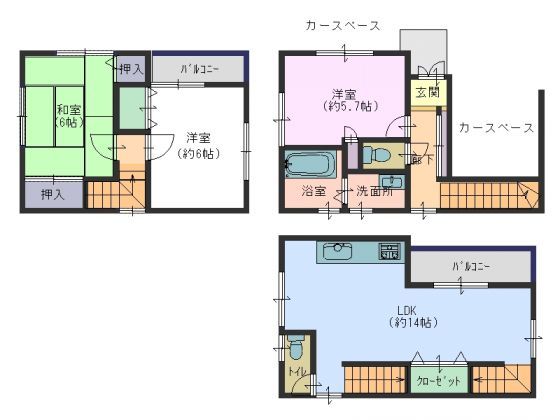 押入
バルコニー
和室
(6帖)
洋室
(約6帖)
押入
カースペース
洋室
(約5.7帖)
玄関
カースペース
廊下
浴室
洗面所
バルコニー
LDK
(約14帖)
トイレ
クローゼット